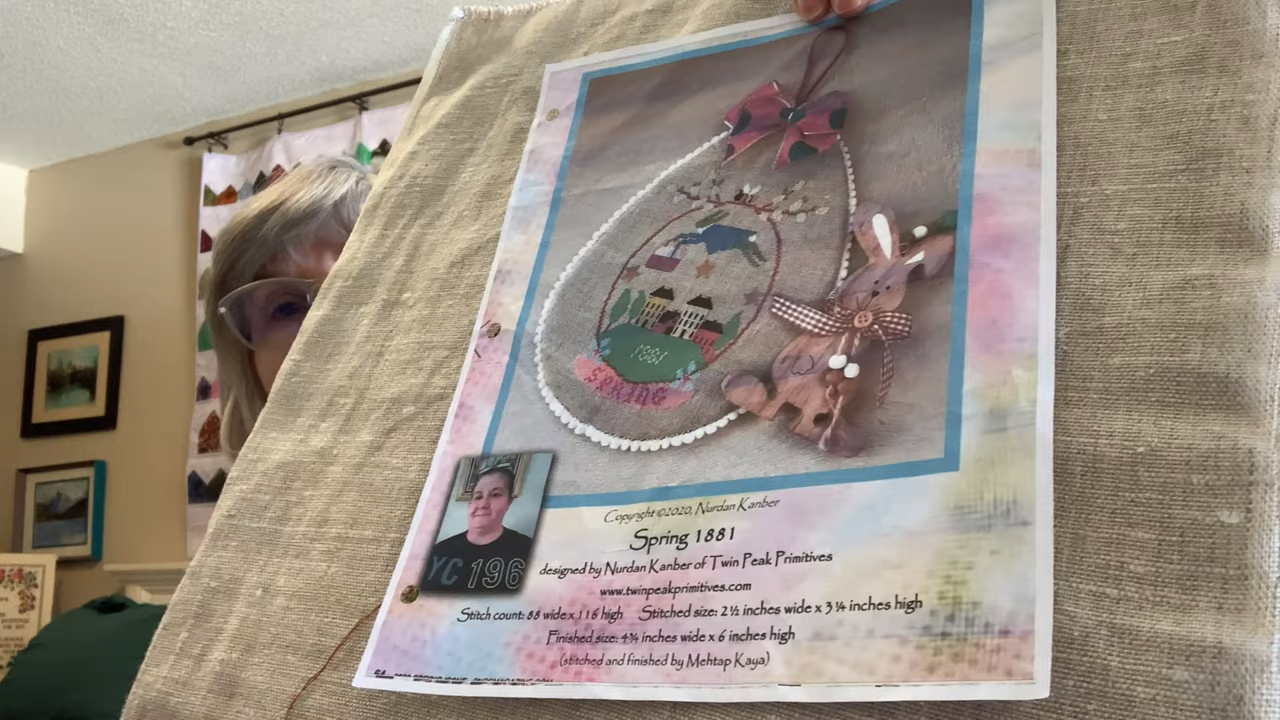 1881
SPRING
YC 196
Copyright ©2020, Nurdan Kanber
Spring 1881
designed by Nurdan Kanber of Twin Peak Primitives
www.twinpeakprimitives.com
Stitch count: 88 wide x 116 high Stitched size: 2½ inches wide x 3¼ inches high
Finished size: 4¾ inches wide x 6 inches high
(stitched and finished by Mehtap Kaya)